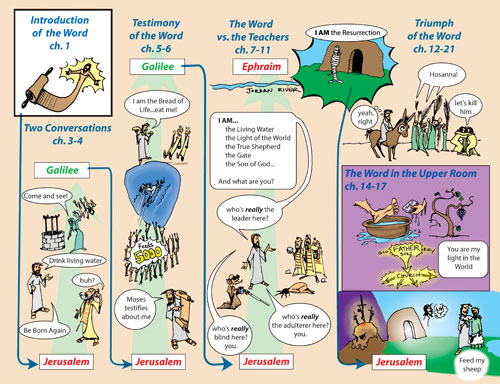 Introduction
of the Word
ch. 1
Two Conversations
ch. 3-4
Galilee
Come and see!
Drink living water
huh?
Be Born Again
Jerusalem
Testimony
of the Word
ch. 5-6
Galilee
I am the Bread of
Life...eat me!
Feeds
5000
Moses
testifies
about me
Jerusalem
The Word
vs. the Teachers
ch. 7-11
Ephraim
JORDAN RIVER
I AM...
the Living Water
the Light of the World
the True Shepherd
the Gate
the Son of God...
And what are you?
who's really the
leader here?
who's really
blind here?
you.
who's really
the adulterer here?
you.
Jerusalem
I AM the Resurrection
Triumph
of the Word
ch. 12-21
Hosanna!
yeah,
right
let's kill
him
The Word in the Upper Room
ch. 14-17
FATHER
SON
CHURCH
You are my
light in the
World
Jerusalem
Feed my
sheep